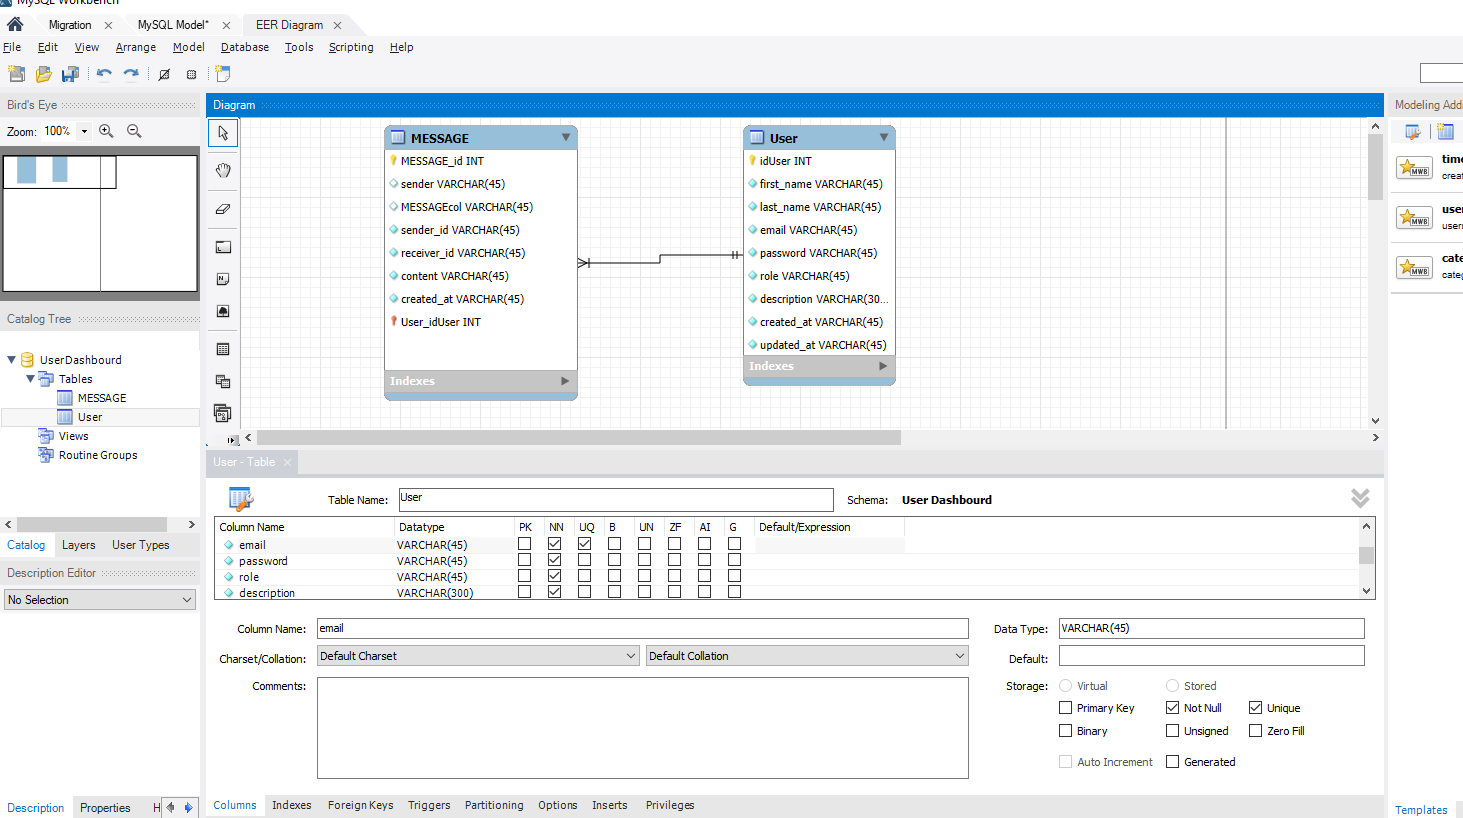 MySQL Workbench
Migration
MySQL Model*
EER Diagram
File Edit View Arrange Model Database Tools Scripting Help
Bird's Eye
Zoom: 100%
Diagram
Modeling Addi
MESSAGE
MESSAGE_id INT
sender VARCHAR(45)
MESSAGEcol VARCHAR(45)
sender_id VARCHAR(45)
receiver_id VARCHAR(45)
content VARCHAR(45)
created_at VARCHAR(45)
User_idUser INT
Indexes
User
idUser INT
first_name VARCHAR(45)
last_name VARCHAR(45)
email VARCHAR(45)
password VARCHAR(45)
role VARCHAR(45)
description VARCHAR(30...
created_at VARCHAR(45)
updated_at VARCHAR(45)
Indexes
MWB
time
creat
MWB
user
usern
MWB
cate
categ
Catalog Tree
UserDashbourd
Tables
MESSAGE
User
Views
Routine Groups
Catalog Layers User Types
Description Editor
No Selection
Description Properties H
User - Table
Table Name: User
Schema: User Dashbourd
Column Name Datatype PK NN UQ B UN ZF AI G Default/Expression
email VARCHAR(45)
password VARCHAR(45)
role VARCHAR(45)
description VARCHAR(300)
Column Name: email
Data Type: VARCHAR(45)
Charset/Collation: Default Charset Default Collation
Default:
Comments:
Storage: Virtual Stored
Primary Key Not Null Unique
Binary Unsigned Zero Fill
Auto Increment Generated
Columns Indexes Foreign Keys Triggers Partitioning Options Inserts Privileges
Templates